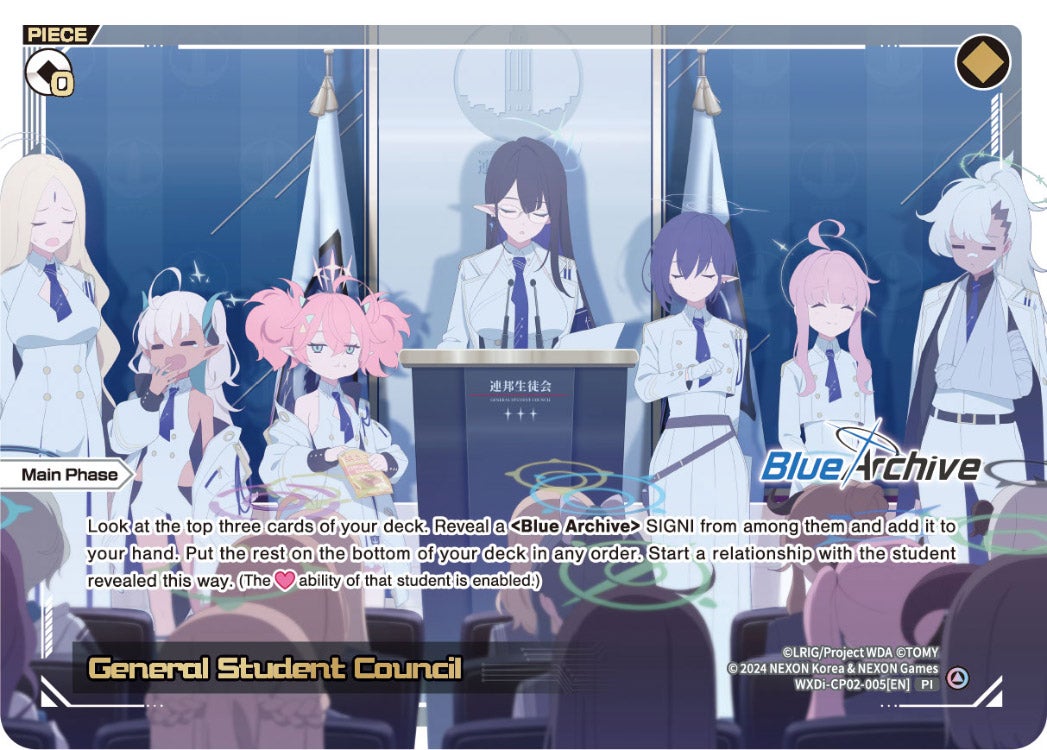 PIECE
0
連邦生徒会
GENERAL STUDENT COUNCIL
Main Phase
Blue Archive
Look at the top three cards of your deck. Reveal a <Blue Archive> SIGNI from among them and add it to
your hand. Put the rest on the bottom of your deck in any order. Start a relationship with the student
revealed this way. (The ability of that student is enabled.)
General Student Council
©LRIG/Project WDA ©TOMY
© 2024 NEXON Korea & NEXON Games
WXDi-CP02-005[EN] PI